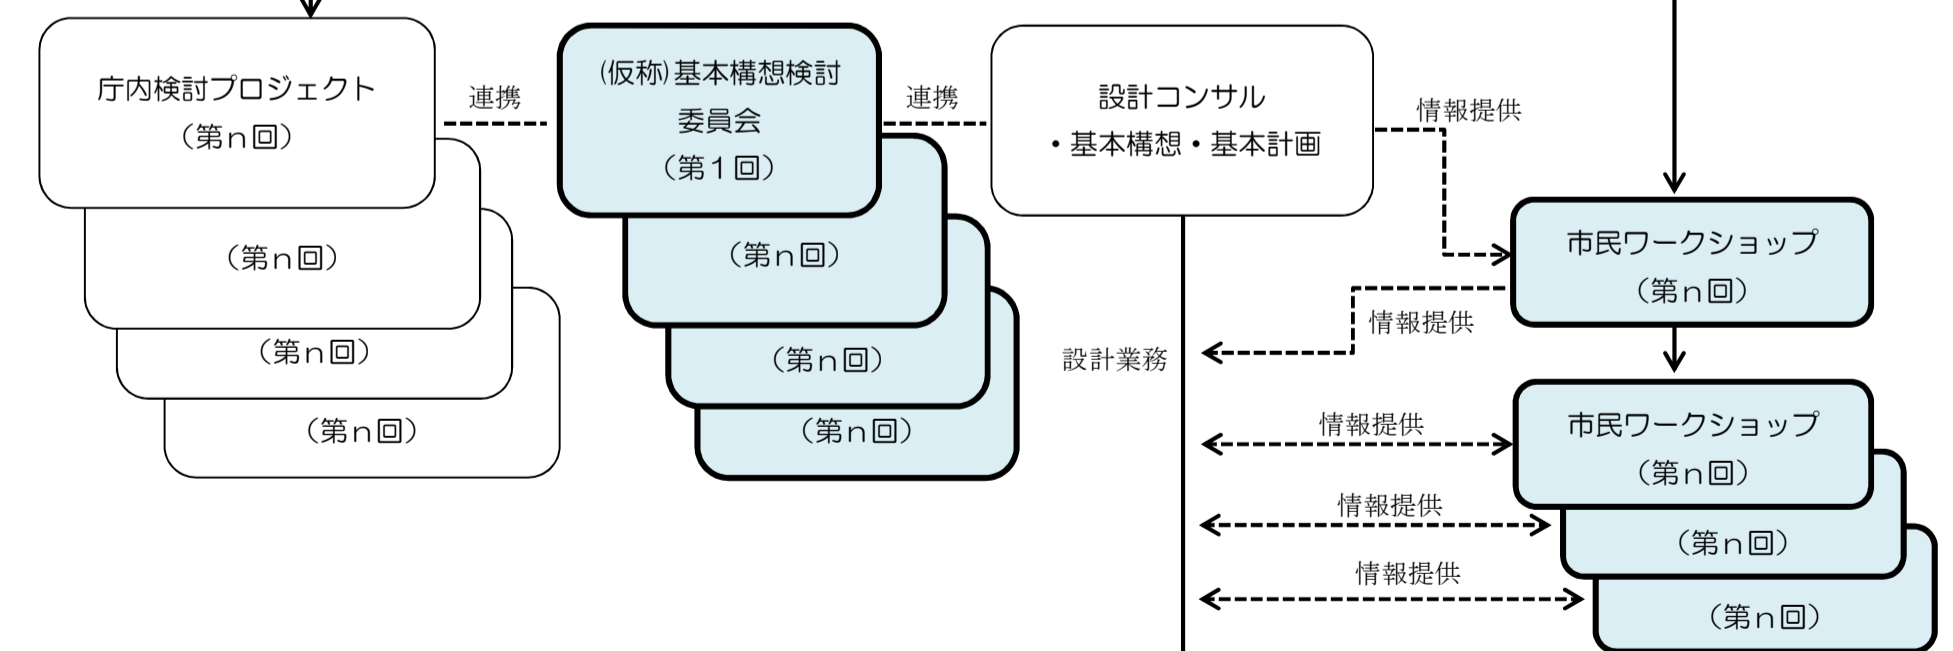 庁内検討プロジェクト
（第ｎ回）
（第ｎ回）
（第ｎ回）
（第ｎ回）
連携
(仮称)基本構想検討
委員会
（第１回）
（第ｎ回）
（第ｎ回）
（第ｎ回）
連携
設計コンサル
・基本構想・基本計画
設計業務
情報提供
情報提供
情報提供
情報提供
情報提供
市民ワークショップ
（第ｎ回）
市民ワークショップ
（第ｎ回）
（第ｎ回）
（第ｎ回）